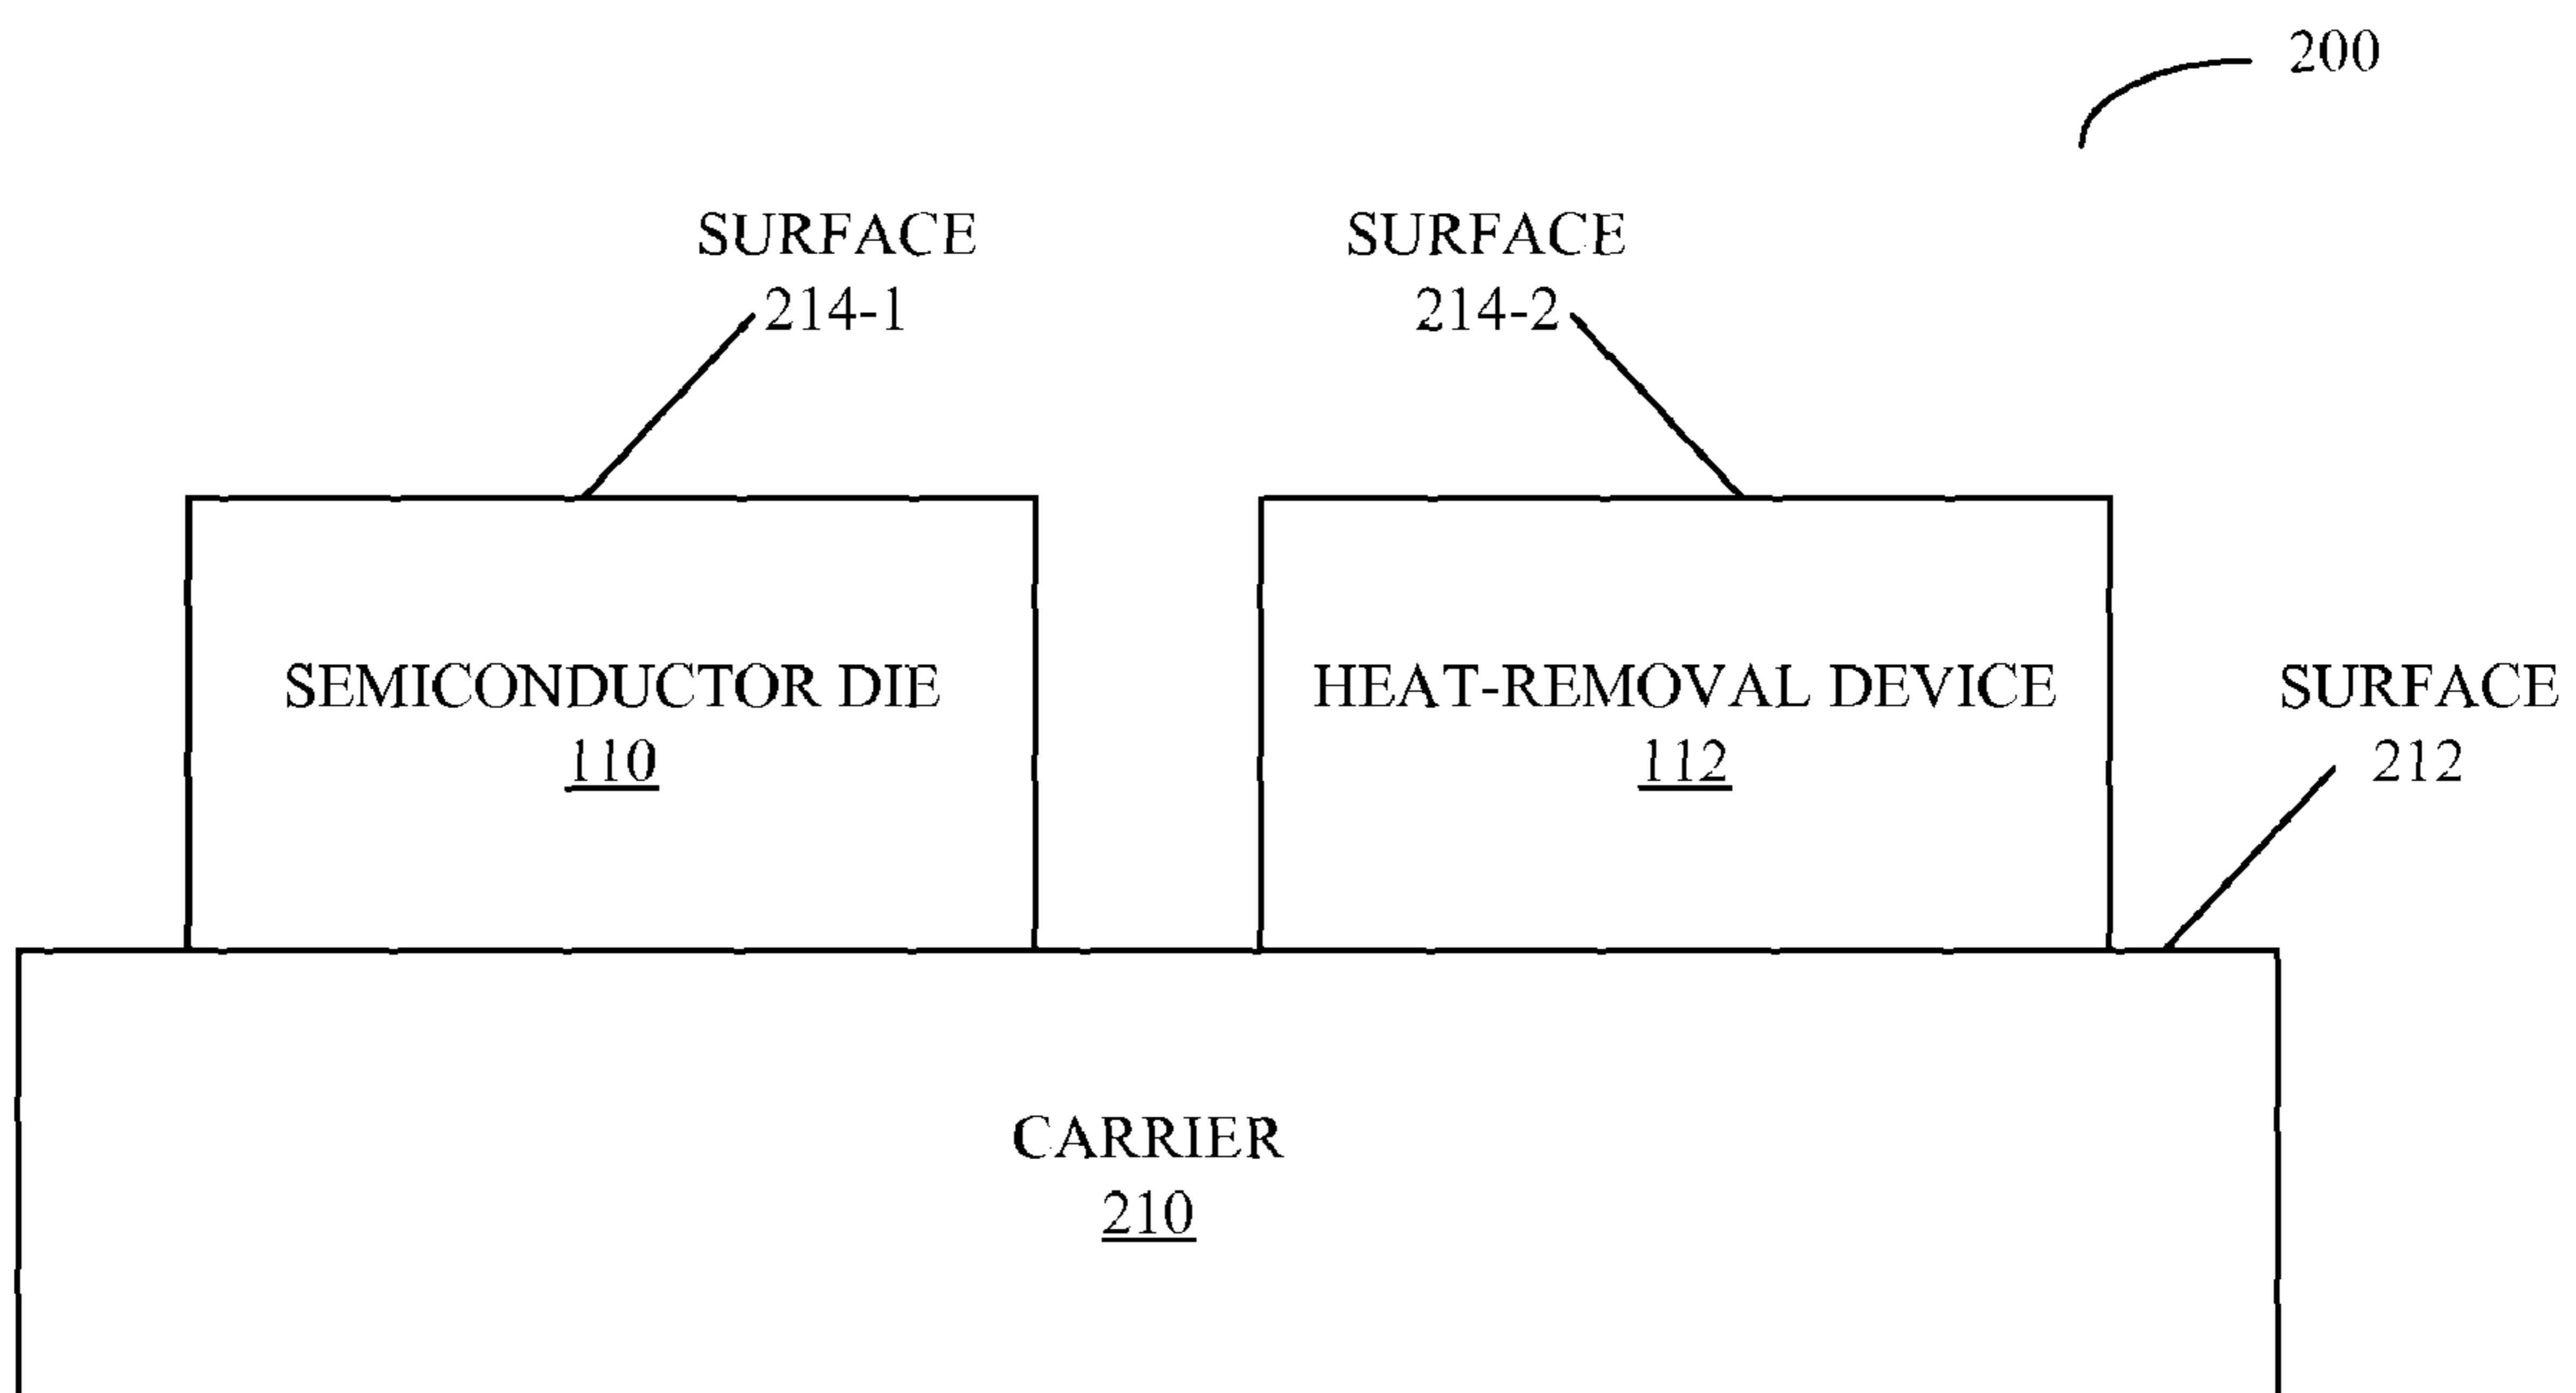 200
SURFACE
214-1
SURFACE
214-2
SEMICONDUCTOR DIE
110
HEAT-REMOVAL DEVICE
112
SURFACE
212
CARRIER
210